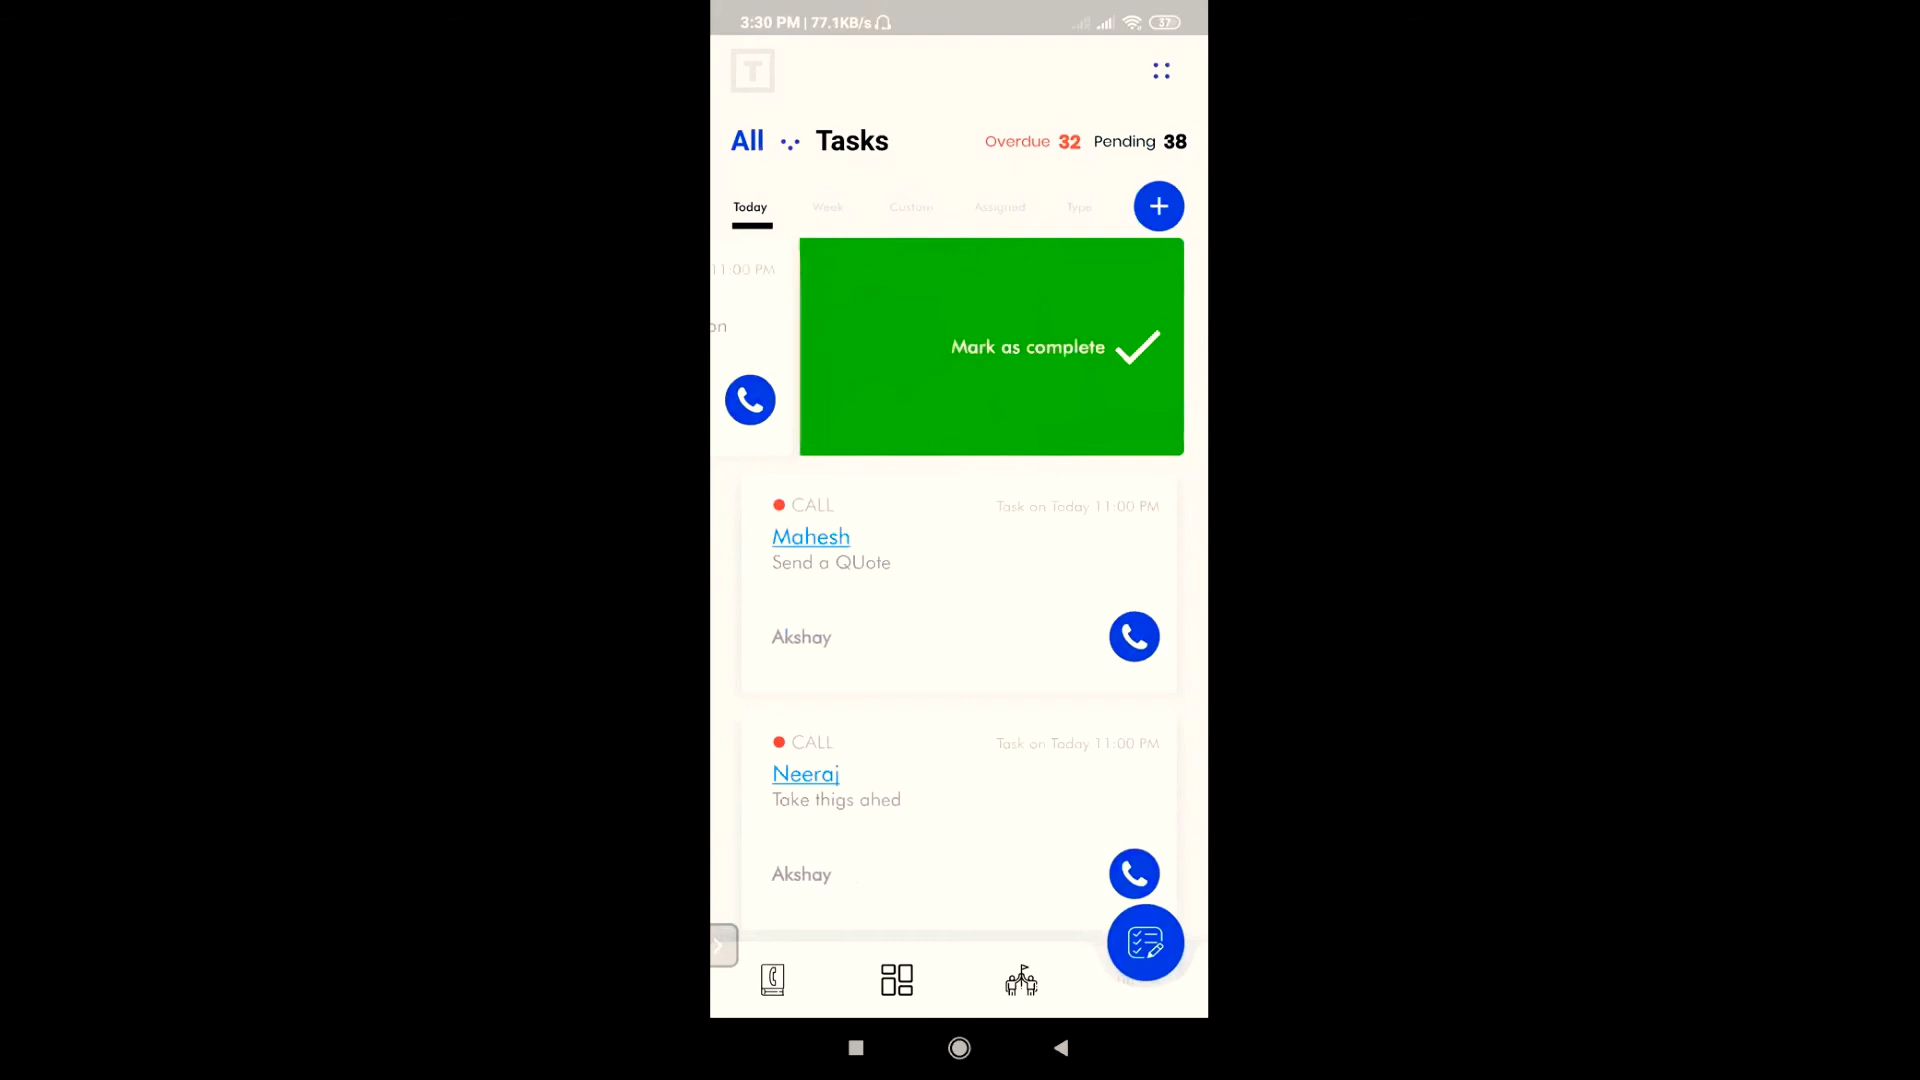 3:30 PM | 77.1KB/s 37
T
All Tasks Overdue 32 Pending 38
Today Week Custom Assigned Type
11:00 PM
on
Mark as complete
CALL Task on Today 11:00 PM
Mahesh
Send a QUote
Akshay
CALL Task on Today 11:00 PM
Neeraj
Take thigs ahed
Akshay